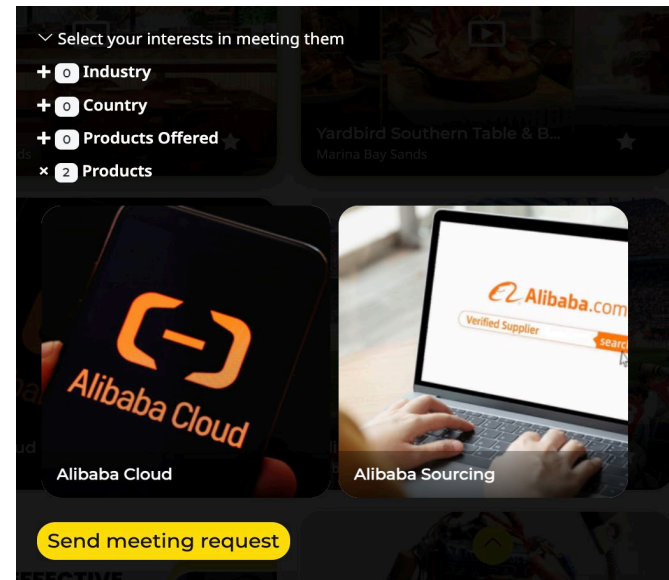 Select your interests in meeting them
0 Industry
0 Country
0 Products Offered
× 2 Products
Yardbird Southern Table & B...
Marina Bay Sands
Alibaba Cloud
Alibaba.com
Verified Supplier
search
Alibaba Cloud
Alibaba Sourcing
Send meeting request